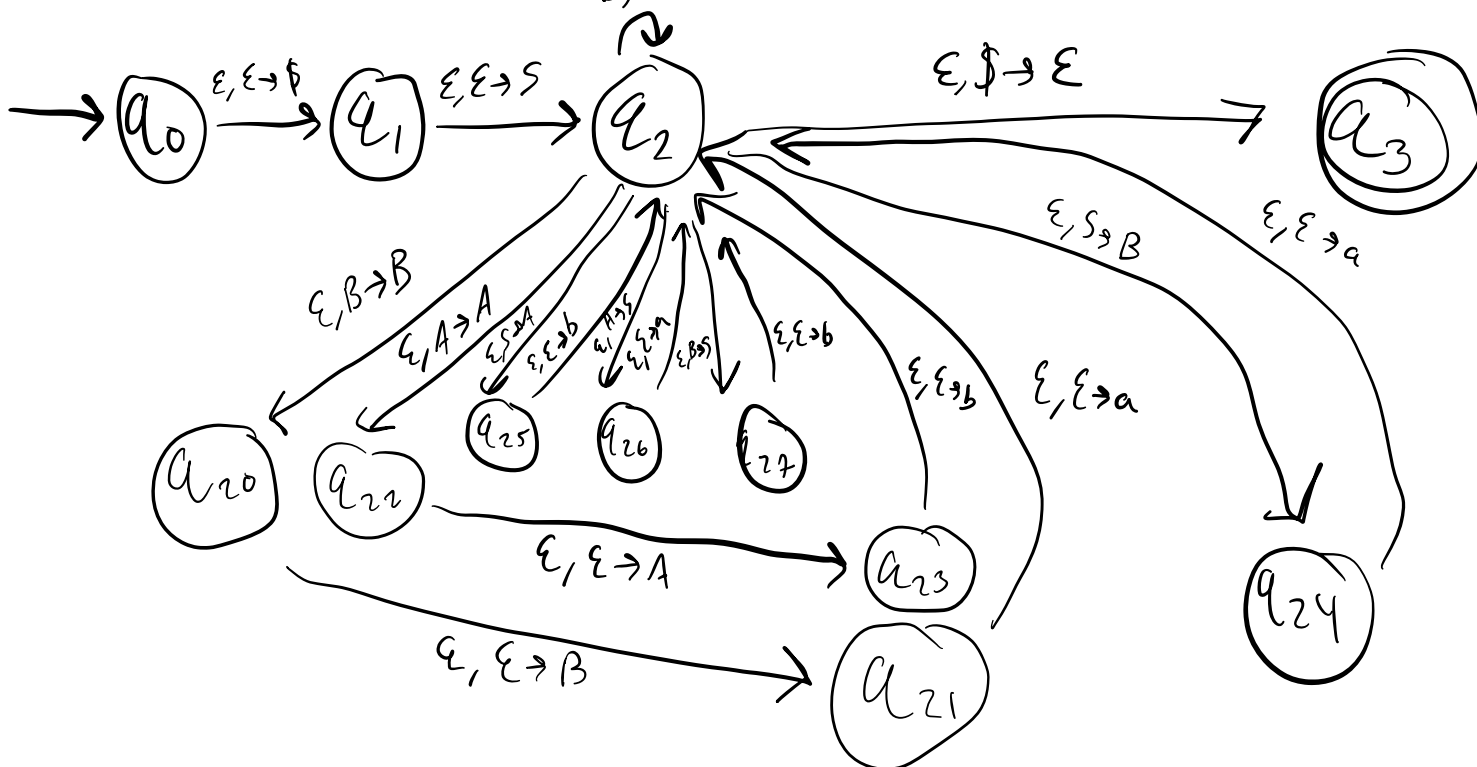 q0
ε, ε→$
q1
ε, ε→S
q2
ε, $→ε
q3
ε, B→B
ε, A→A
ε, S→A
ε, ε→b
ε, A→S
ε, ε→a
ε, B→S
ε, ε→b
ε, ε→b
ε, ε→a
ε, S→B
ε, ε→a
q20
q22
q25
q26
q27
ε, ε→A
q23
ε, ε→B
q21
q24